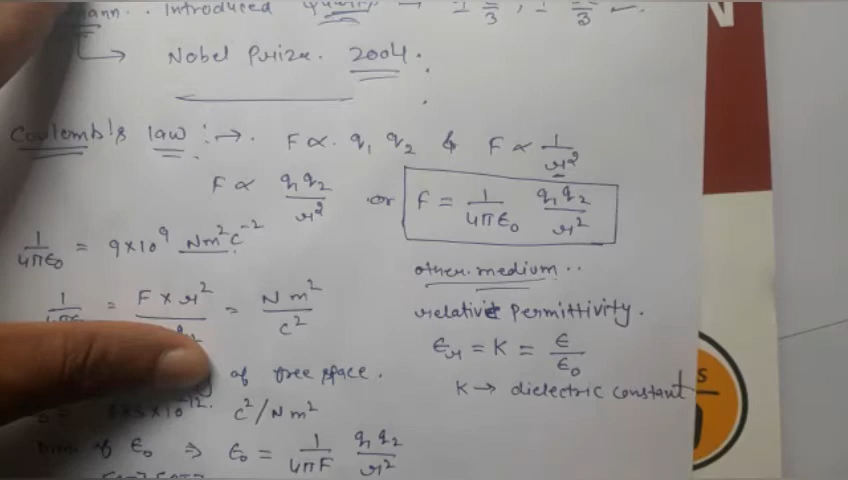 Introduced
Nobel Prize. 2004.
Coulomb's law :→. F ∝ q₁ q₂ & F ∝ 1/r²
F ∝ q₁q₂/r² or F = 1/4πϵ₀ q₁q₂/r²
1/4πϵ₀ = 9×10⁹ Nm²C⁻²
= F×r² = Nm²/C²
of free space.
C²/Nm²
of ϵ₀ ⇒ ϵ₀ = 1/4πF q₁q₂/r²
other medium..
relative Permittivity.
ϵᵣ = K = ϵ/ϵ₀
K → dielectric constant